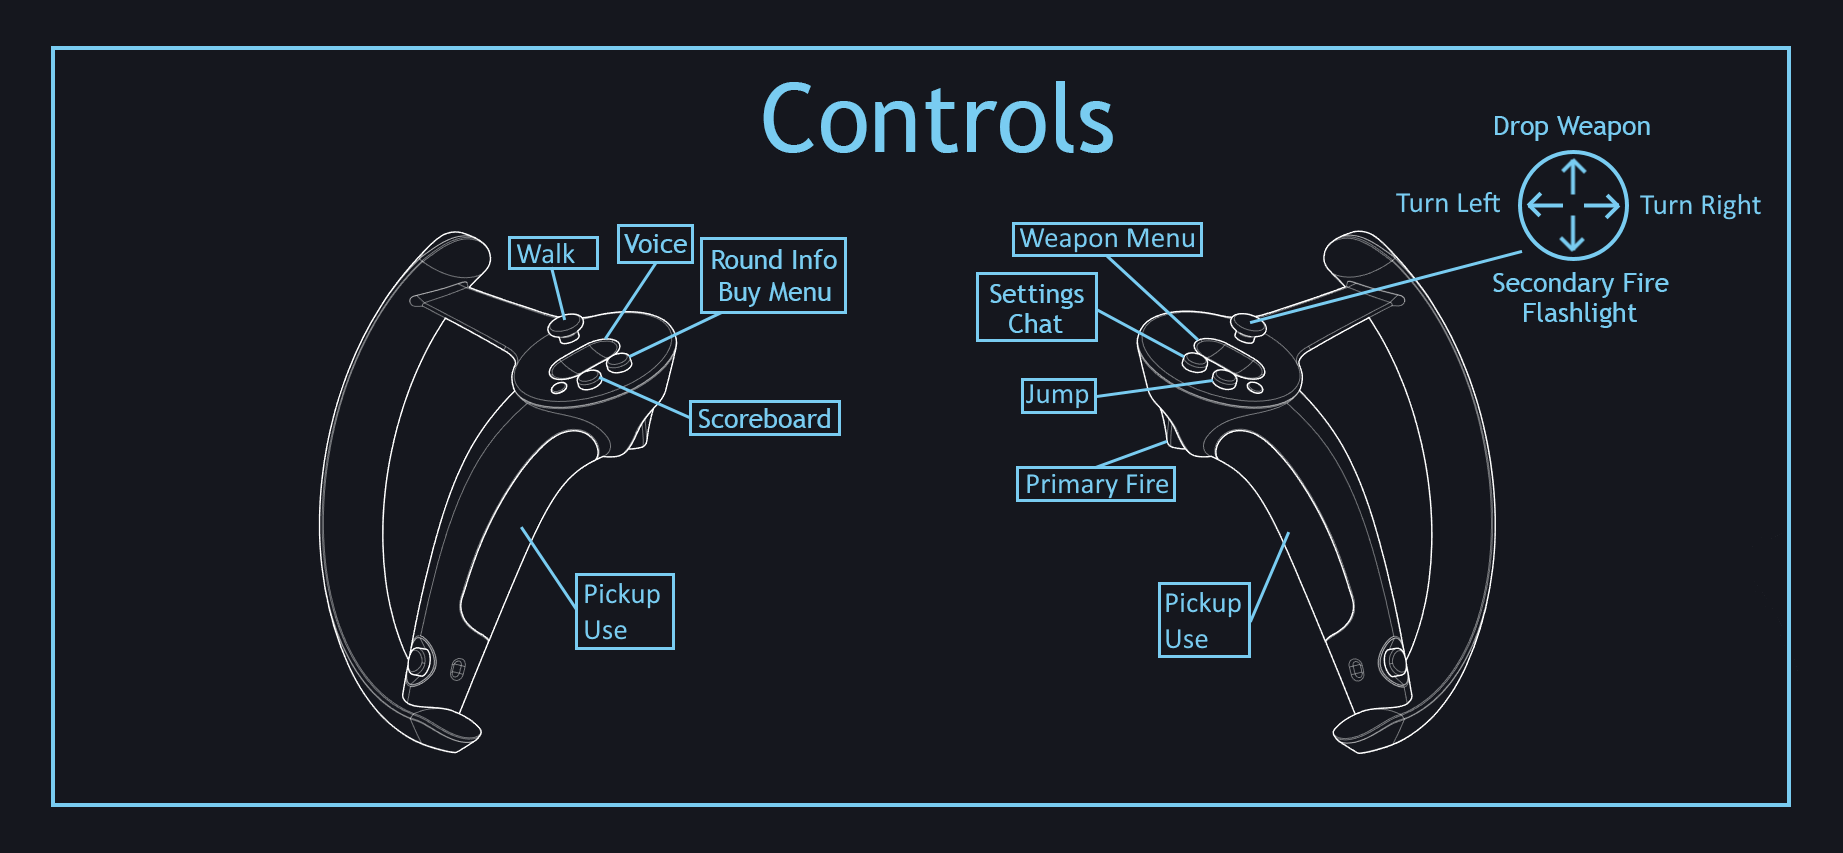 Controls
Drop Weapon
Turn Left
Turn Right
Secondary Fire
Flashlight
Walk
Voice
Round Info
Buy Menu
Scoreboard
Pickup
Use
Weapon Menu
Settings
Chat
Jump
Primary Fire
Pickup
Use